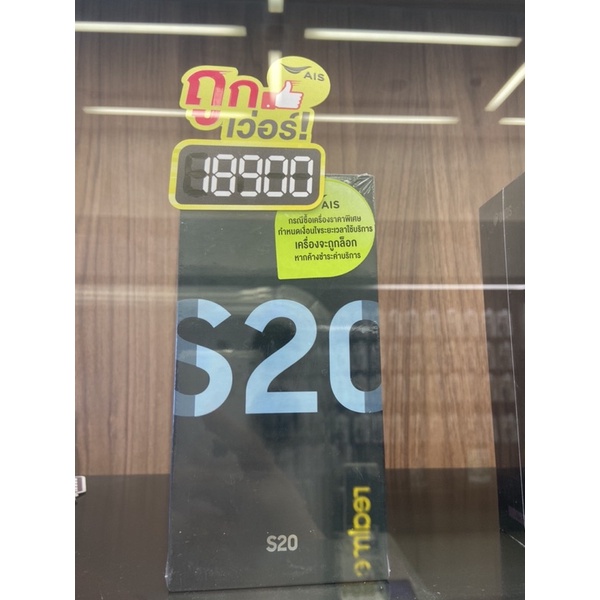 AIS
ถูก
เว่อร์!
18900
AIS
กรณีซื้อเครื่องราคาพิเศษ
กำหนดเงื่อนไขระยะเวลาใช้บริการ
เครื่องจะถูกล็อก
หากค้างชำระค่าบริการ
S20
realme
S20